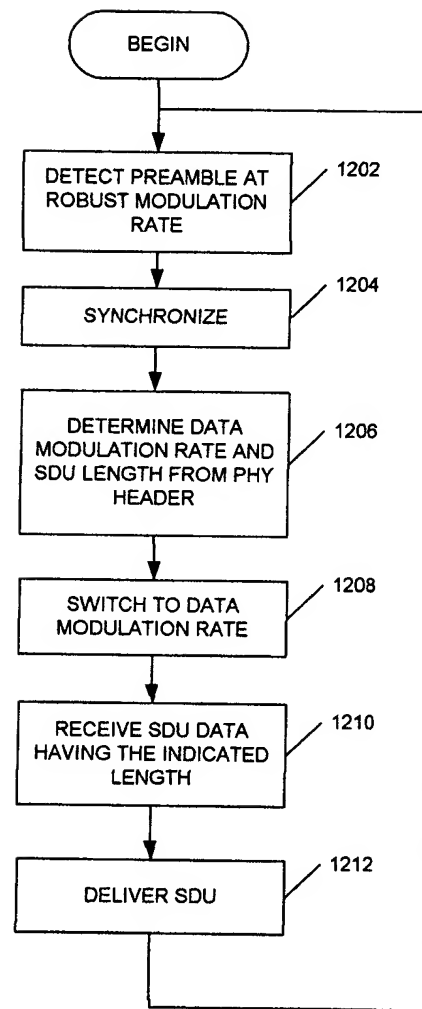 BEGIN
DETECT PREAMBLE AT
ROBUST MODULATION
RATE
1202
SYNCHRONIZE
1204
DETERMINE DATA
MODULATION RATE AND
SDU LENGTH FROM PHY
HEADER
1206
SWITCH TO DATA
MODULATION RATE
1208
RECEIVE SDU DATA
HAVING THE INDICATED
LENGTH
1210
DELIVER SDU
1212